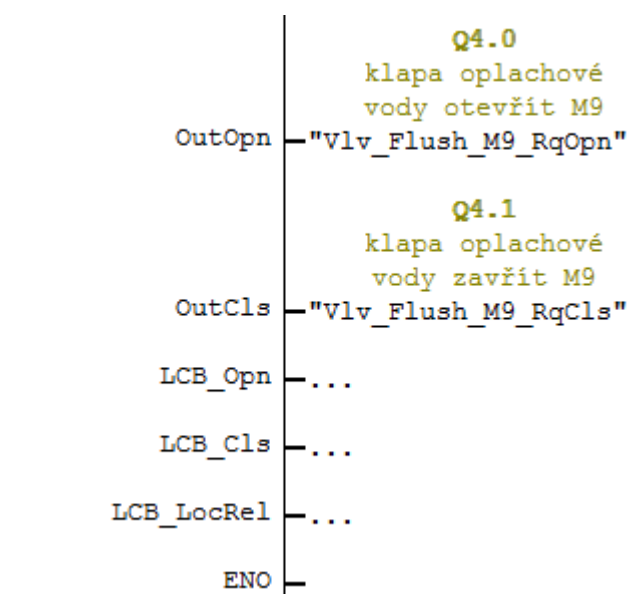 Q4.0
klapa oplachové
vody otevřít M9
OutOpn "Vlv_Flush_M9_RqOpn"
Q4.1
klapa oplachové
vody zavřít M9
OutCls "Vlv_Flush_M9_RqCls"
LCB_Opn ...
LCB_Cls ...
LCB_LocRel ...
ENO